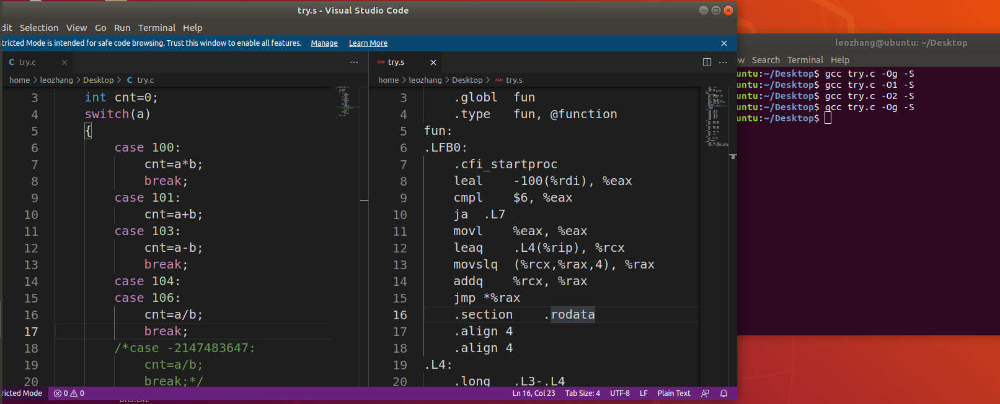 try.s - Visual Studio Code
dit Selection View Go Run Terminal Help
tricted Mode is intended for safe code browsing. Trust this window to enable all features. Manage Learn More
C try.c
home > leozhang > Desktop > C try.c
3 int cnt=0;
4 switch(a)
5 {
6 case 100:
7 cnt=a*b;
8 break;
9 case 101:
10 cnt=a+b;
11 case 103:
12 cnt=a-b;
13 break;
14 case 104:
15 case 106:
16 cnt=a/b;
17 break;
18 /*case -2147483647:
19 cnt=a/b;
20 break;*/
ASM try.s
home > leozhang > Desktop > ASM try.s
3 .globl fun
4 .type fun, @function
5 fun:
6 .LFB0:
7 .cfi_startproc
8 leal -100(%rdi), %eax
9 cmpl $6, %eax
10 ja .L7
11 movl %eax, %eax
12 leaq .L4(%rip), %rcx
13 movslq (%rcx,%rax,4), %rax
14 addq %rcx, %rax
15 jmp *%rax
16 .section .rodata
17 .align 4
18 .align 4
19 .L4:
20 .long .L3-.L4
tricted Mode 0 0 Ln 16, Col 23 Tab Size: 4 UTF-8 LF Plain Text
leozhang@ubuntu: ~/Desktop
w Search Terminal Help
untu:~/Desktop$ gcc try.c -Og -S
untu:~/Desktop$ gcc try.c -O1 -S
untu:~/Desktop$ gcc try.c -O2 -S
untu:~/Desktop$ gcc try.c -Og -S
untu:~/Desktop$